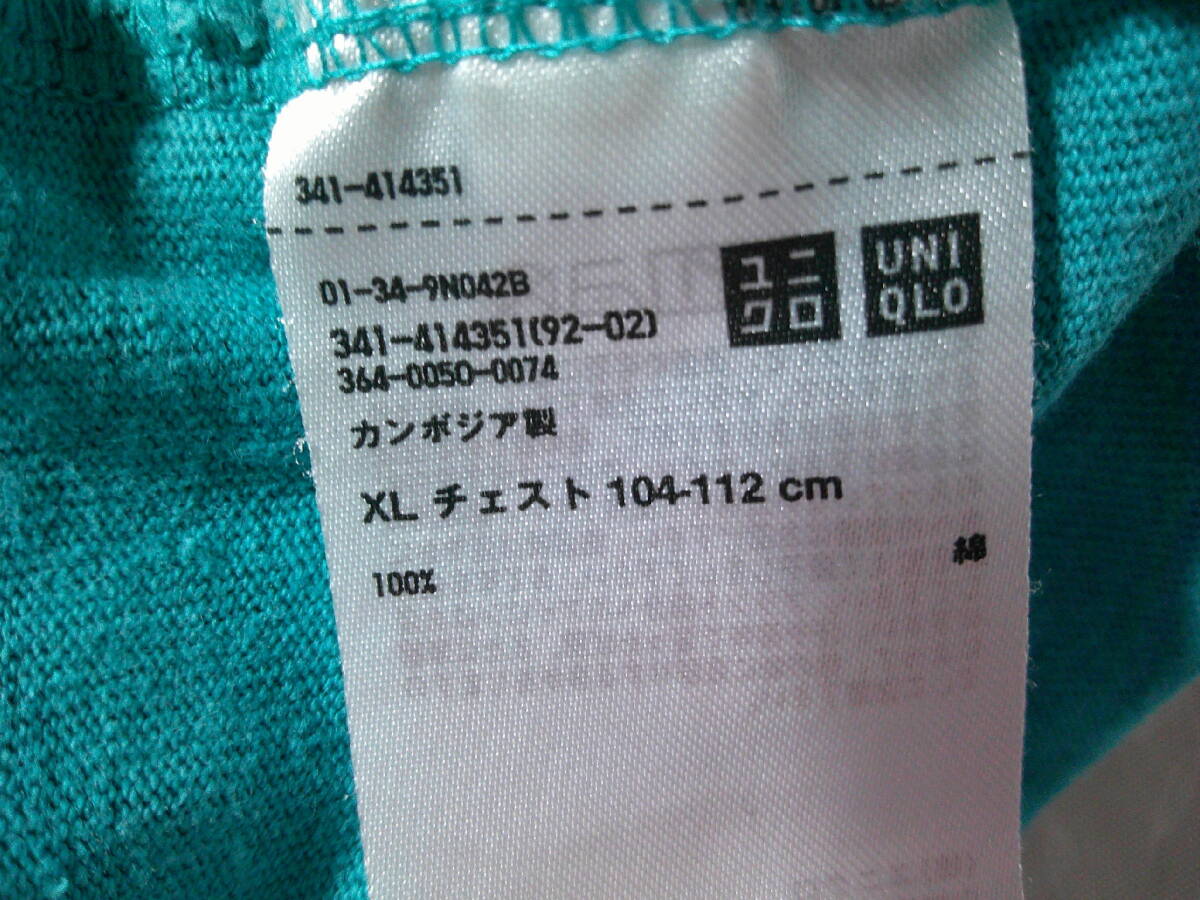 341-414351
01-34-9N042B
341-414351(92-02)
364-0050-0074
ユニ
クロ
UNI
QLO
カンボジア製
XL チェスト 104-112 cm
綿
100%